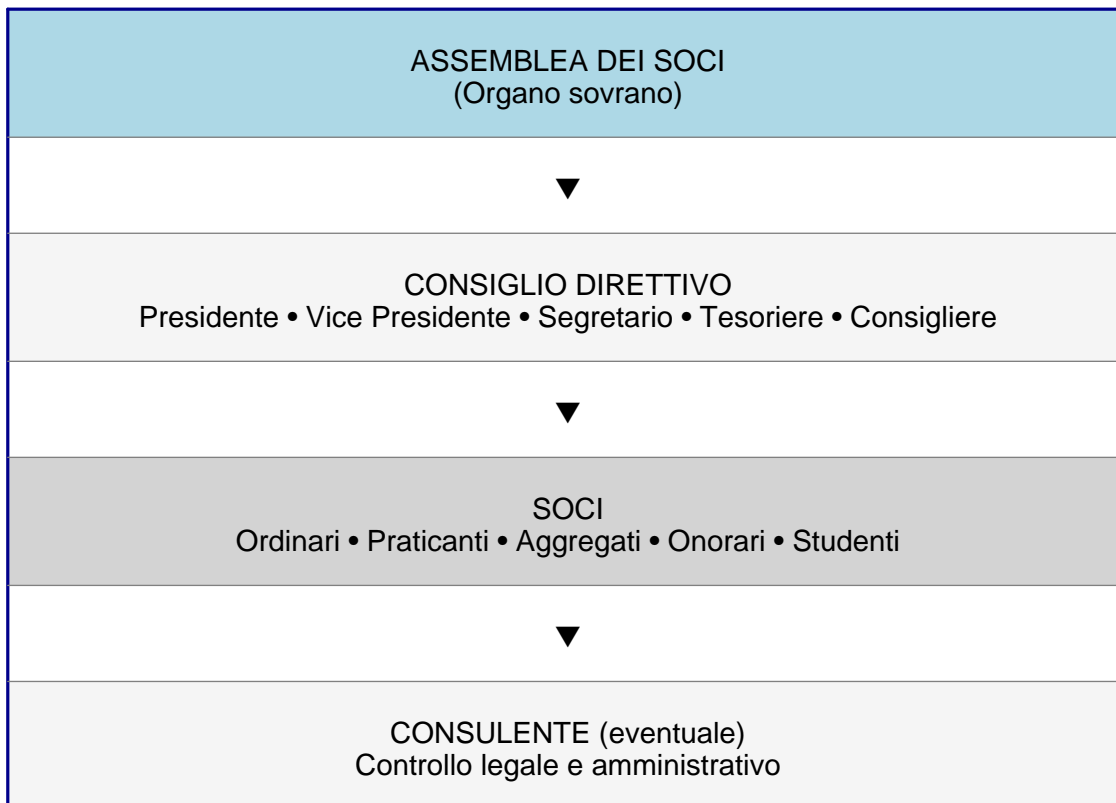 ASSEMBLEA DEI SOCI
(Organo sovrano)
▼
CONSIGLIO DIRETTIVO
Presidente • Vice Presidente • Segretario • Tesoriere • Consigliere
▼
SOCI
Ordinari • Praticanti • Aggregati • Onorari • Studenti
▼
CONSULENTE (eventuale)
Controllo legale e amministrativo